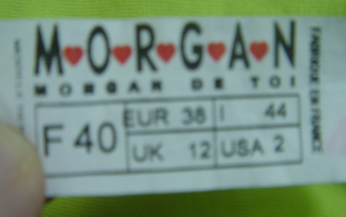 M♥O♥R♥G♥A♥N
MORGAN DE TOI
F 40
EUR 38
I 44
UK 12
USA 2
FABRIQUE EN FRANCE